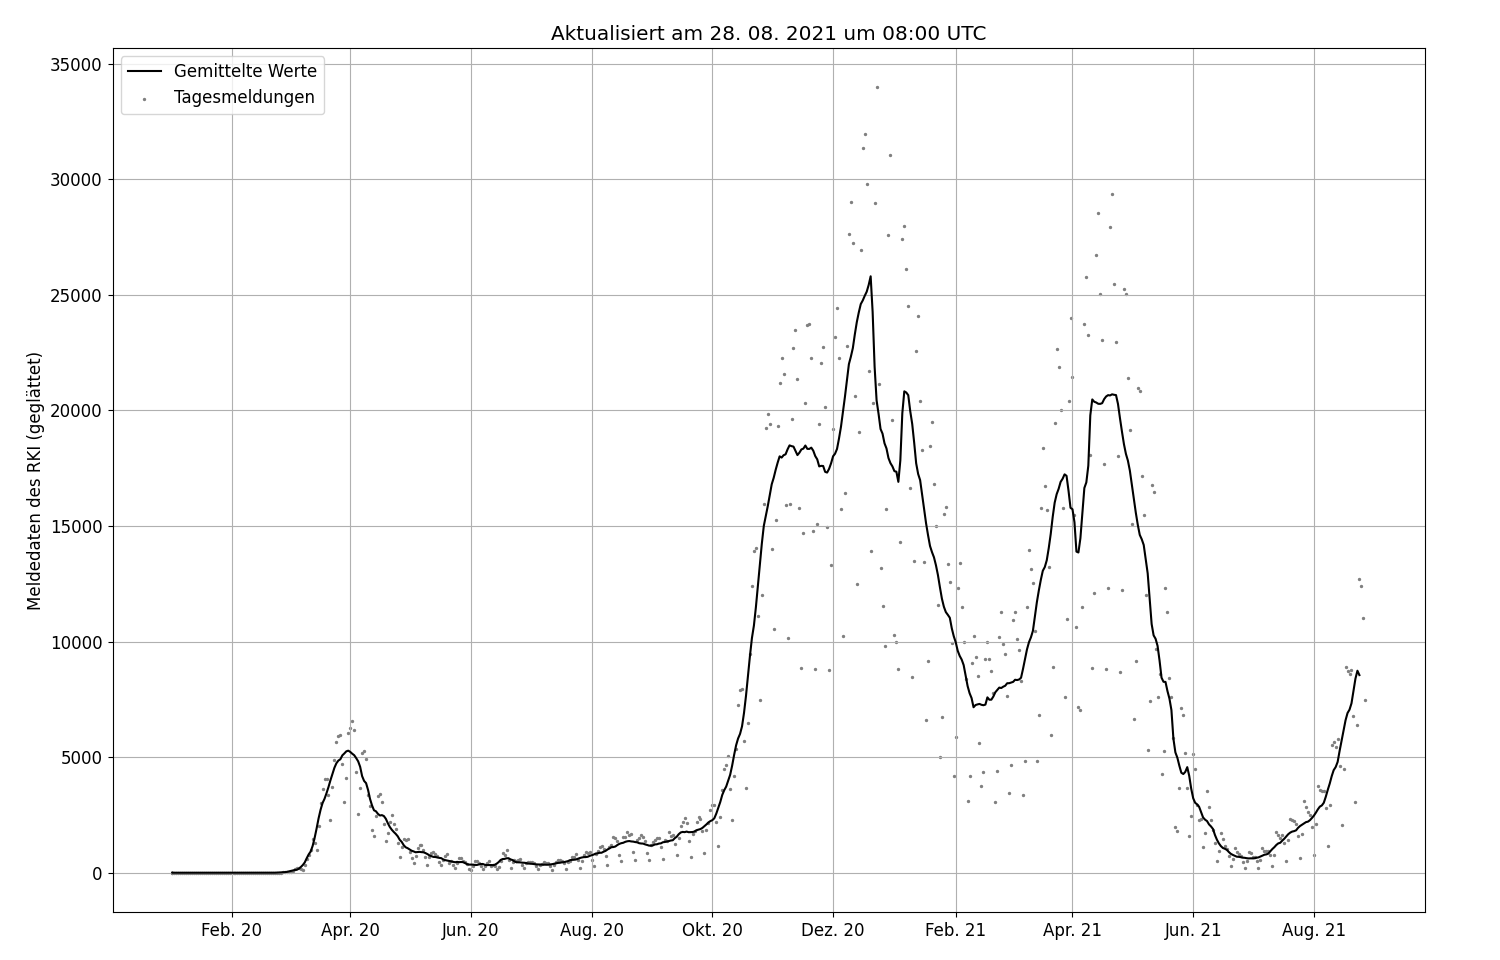 Aktualisiert am 28. 08. 2021 um 08:00 UTC
Gemittelte Werte
Tagesmeldungen
Meldedaten des RKI (geglättet)
35000
30000
25000
20000
15000
10000
5000
0
Feb. 20 Apr. 20 Jun. 20 Aug. 20 Okt. 20 Dez. 20 Feb. 21 Apr. 21 Jun. 21 Aug. 21